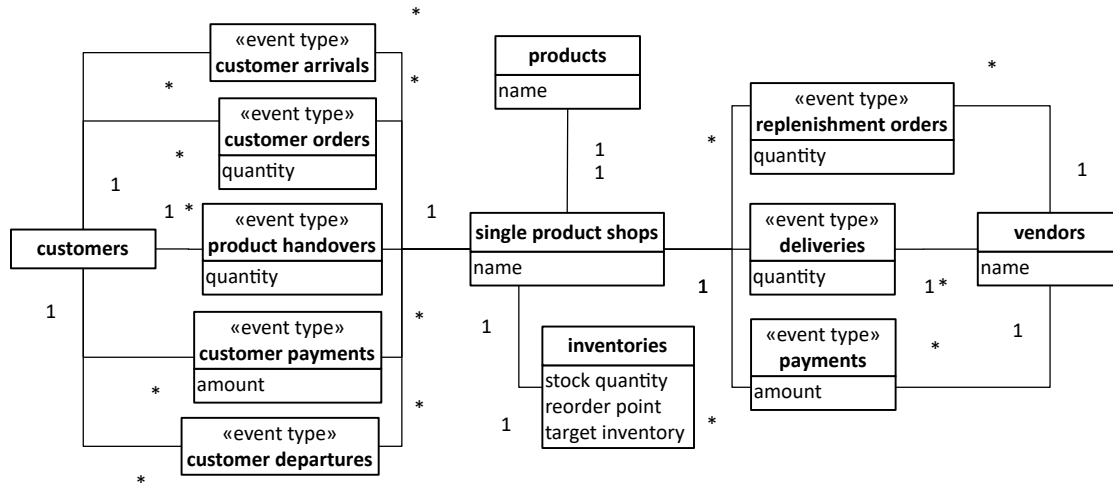 *
«event type»
customer arrivals
*
*
«event type»
customer orders
quantity
*
1
1 *
«event type»
product handovers
quantity
customers
1
1
«event type»
customer payments
amount
*
*
*
«event type»
customer departures
*
products
name
1
1
single product shops
name
1
1
inventories
stock quantity
reorder point
target inventory
1
*
«event type»
replenishment orders
quantity
*
*
«event type»
deliveries
quantity
1 *
«event type»
payments
amount
*
1
vendors
name
1